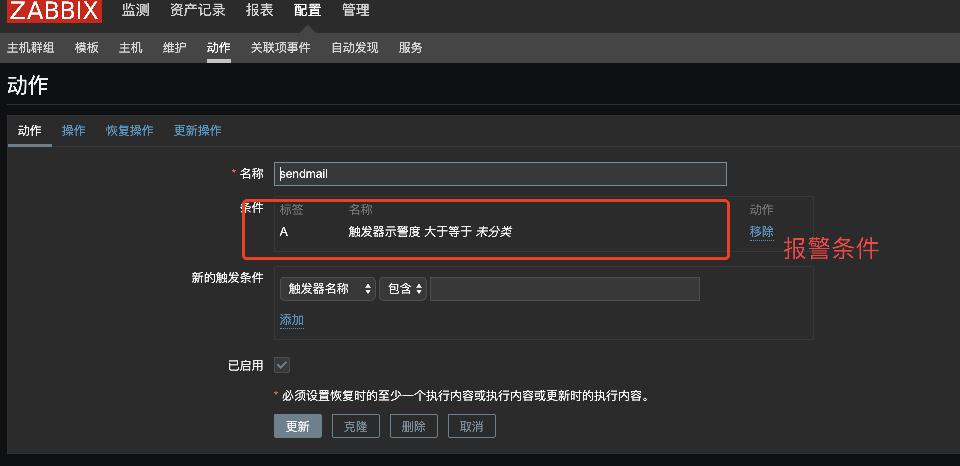 ZABBIX 监测 资产记录 报表 配置 管理
主机群组 模板 主机 维护 动作 关联项事件 自动发现 服务
动作
动作 操作 恢复操作 更新操作
* 名称 sendmail
条件 标签 名称 动作
A 触发器示警度 大于等于 未分类 移除
报警条件
新的触发条件 触发器名称 包含
添加
已启用
* 必须设置恢复时的至少一个执行内容或执行内容或更新时的执行内容。
更新 克隆 删除 取消